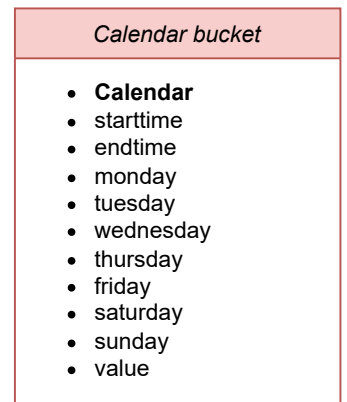 Calendar bucket
• Calendar
• starttime
• endtime
• monday
• tuesday
• wednesday
• thursday
• friday
• saturday
• sunday
• value